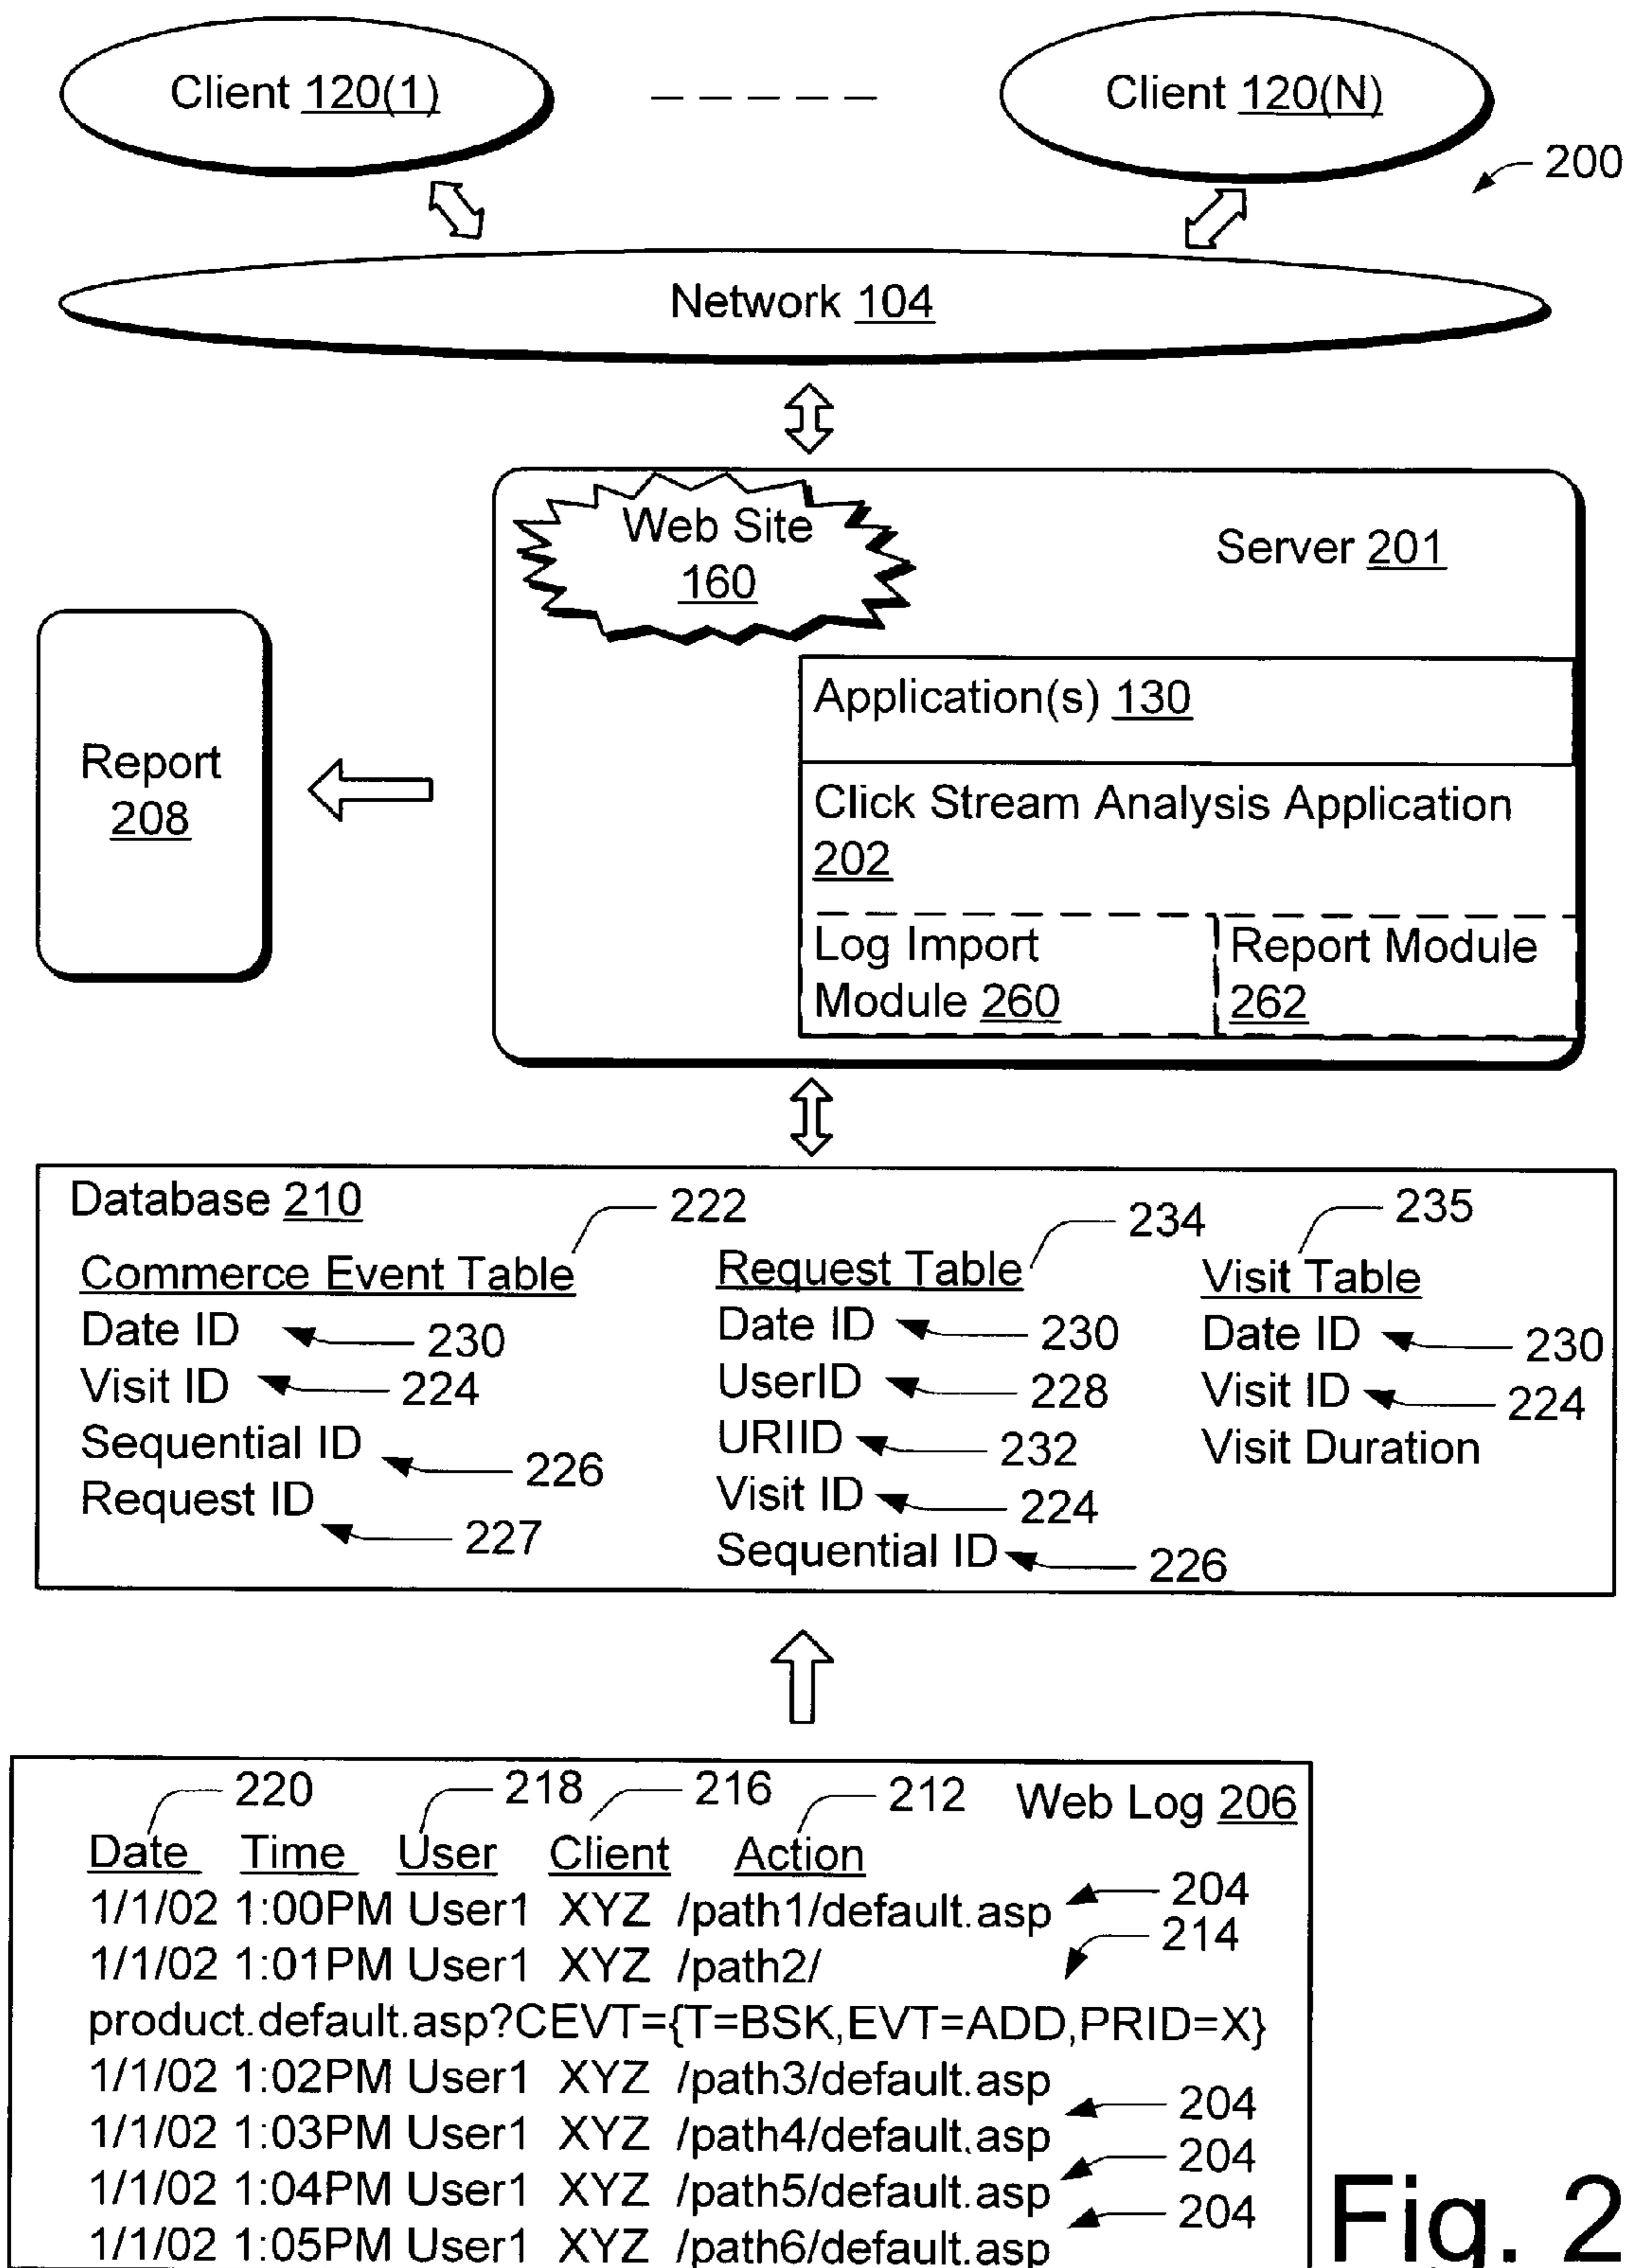 Client 120(1)
Client 120(N)
200
Network 104
Web Site
160
Server 201
Application(s) 130
Click Stream Analysis Application
202
Log Import
Module 260
Report Module
262
Report
208
Database 210
222
Commerce Event Table
Date ID 230
Visit ID 224
Sequential ID 226
Request ID 227
234
Request Table
Date ID 230
UserID 228
URIID 232
Visit ID 224
Sequential ID 226
235
Visit Table
Date ID 230
Visit ID 224
Visit Duration
220 218 216 212 Web Log 206
Date Time User Client Action
1/1/02 1:00PM User1 XYZ /path1/default.asp 204
1/1/02 1:01PM User1 XYZ /path2/ 214
product.default.asp?CEVT={T=BSK,EVT=ADD,PRID=X}
1/1/02 1:02PM User1 XYZ /path3/default.asp
204
1/1/02 1:03PM User1 XYZ /path4/default.asp
204
1/1/02 1:04PM User1 XYZ /path5/default.asp
204
1/1/02 1:05PM User1 XYZ /path6/default.asp
Fig. 2